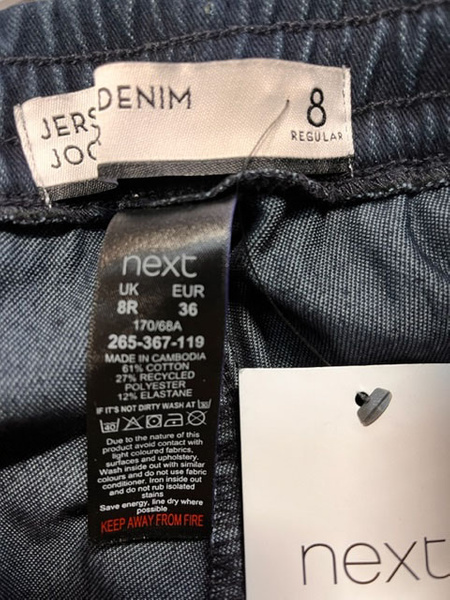 JERS DENIM
JOG
8
REGULAR
next
UK EUR
8R 36
170/68A
265-367-119
MADE IN CAMBODIA
61% COTTON
27% RECYCLED
POLYESTER
12% ELASTANE
IF IT'S NOT DIRTY WASH AT 30
40
Due to the nature of this
product avoid contact with
light coloured fabrics,
surfaces and upholstery.
Wash inside out with similar
colours and do not use fabric
conditioner. Iron inside out
and do not rub isolated
stains
Save energy, line dry where
possible
KEEP AWAY FROM FIRE
next